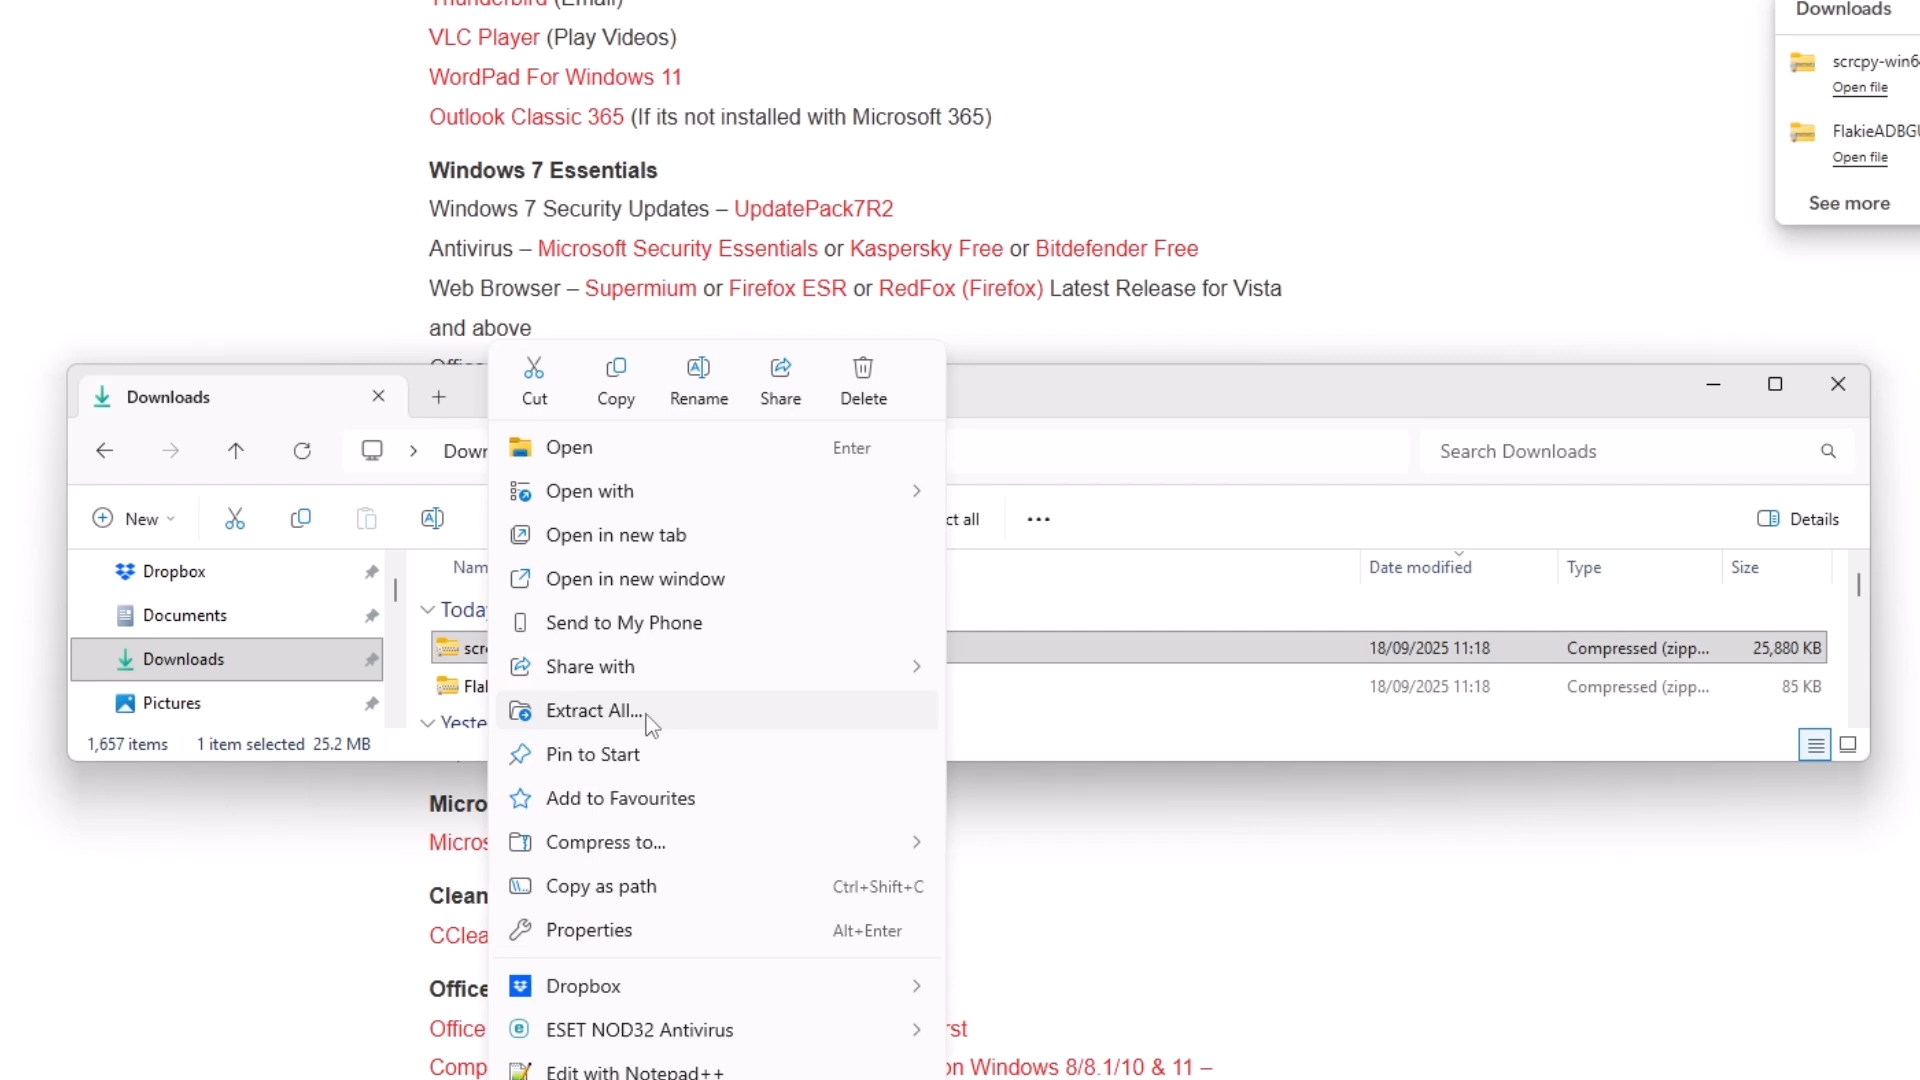 (Email)
Downloads
VLC Player (Play Videos)
WordPad For Windows 11
Outlook Classic 365 (If its not installed with Microsoft 365)
scrcpy-win6
Open file
FlakieADBGU
Open file
See more
Windows 7 Essentials
Windows 7 Security Updates – UpdatePack7R2
Antivirus – Microsoft Security Essentials or Kaspersky Free or Bitdefender Free
Web Browser – Supermium or Firefox ESR or RedFox (Firefox) Latest Release for Vista
and above
Downloads
Search Downloads
New
ct all
Details
Dropbox
Documents
Downloads
Pictures
Date modified
Type
Size
Today
scr
18/09/2025 11:18
Compressed (zipp...
25,880 KB
Fla
18/09/2025 11:18
Compressed (zipp...
85 KB
Yeste
1,657 items
1 item selected 25.2 MB
Cut
Copy
Rename
Share
Delete
Open
Enter
Open with
Open in new tab
Open in new window
Send to My Phone
Share with
Extract All...
Pin to Start
Add to Favourites
Compress to...
Copy as path
Ctrl+Shift+C
Properties
Alt+Enter
Dropbox
ESET NOD32 Antivirus
Edit with Notepad++
Micro
Micros
Clean
CClea
Office
Office
rst
Comp
on Windows 8/8.1/10 & 11 –